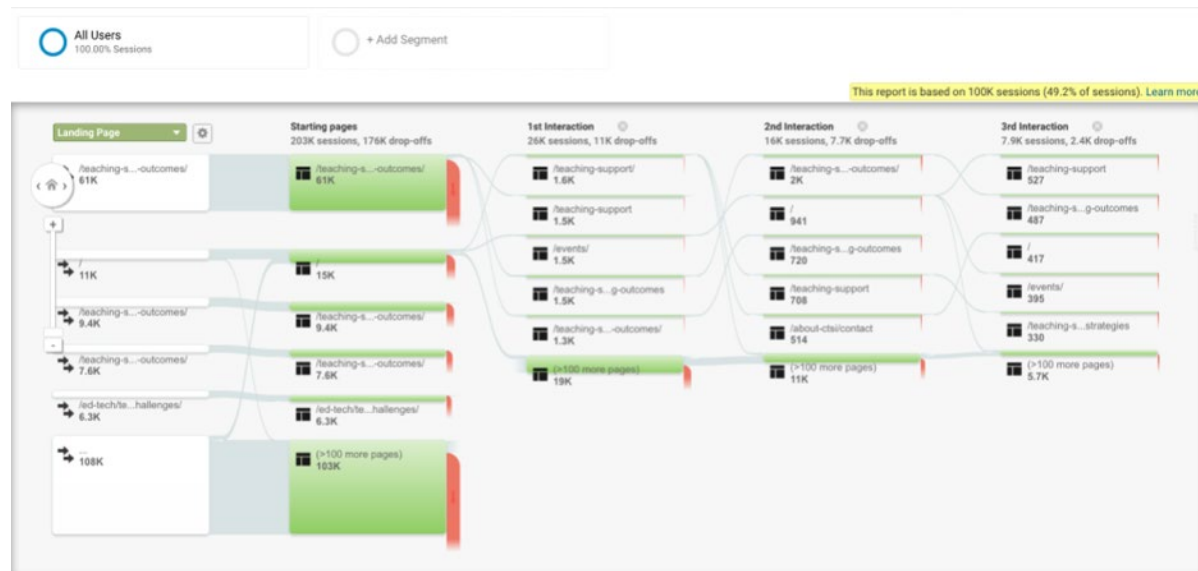 All Users
100.00% Sessions
+ Add Segment
This report is based on 100K sessions (49.2% of sessions). Learn more
Landing Page
Starting pages
203K sessions, 176K drop-offs
1st Interaction
26K sessions, 11K drop-offs
2nd Interaction
16K sessions, 7.7K drop-offs
3rd Interaction
7.9K sessions, 2.4K drop-offs
/teaching-s...-outcomes/
61K
/
11K
/teaching-s...-outcomes/
9.4K
/teaching-s...-outcomes/
7.6K
/ed-tech/te...hallenges/
6.3K
...
108K
/teaching-s...-outcomes/
61K
/
15K
/teaching-s...-outcomes/
9.4K
/teaching-s...-outcomes/
7.6K
/ed-tech/te...hallenges/
6.3K
(>100 more pages)
103K
/teaching-support/
1.6K
/teaching-support
1.5K
/events/
1.5K
/teaching-s...g-outcomes
1.5K
/teaching-s...-outcomes/
1.3K
(>100 more pages)
19K
/teaching-s...-outcomes/
2K
/
941
/teaching-s...g-outcomes
720
/teaching-support
708
/about-ctsi/contact
514
(>100 more pages)
11K
/teaching-support
527
/teaching-s...g-outcomes
487
/
417
/events/
395
/teaching-s...strategies
330
(>100 more pages)
5.7K
+
-